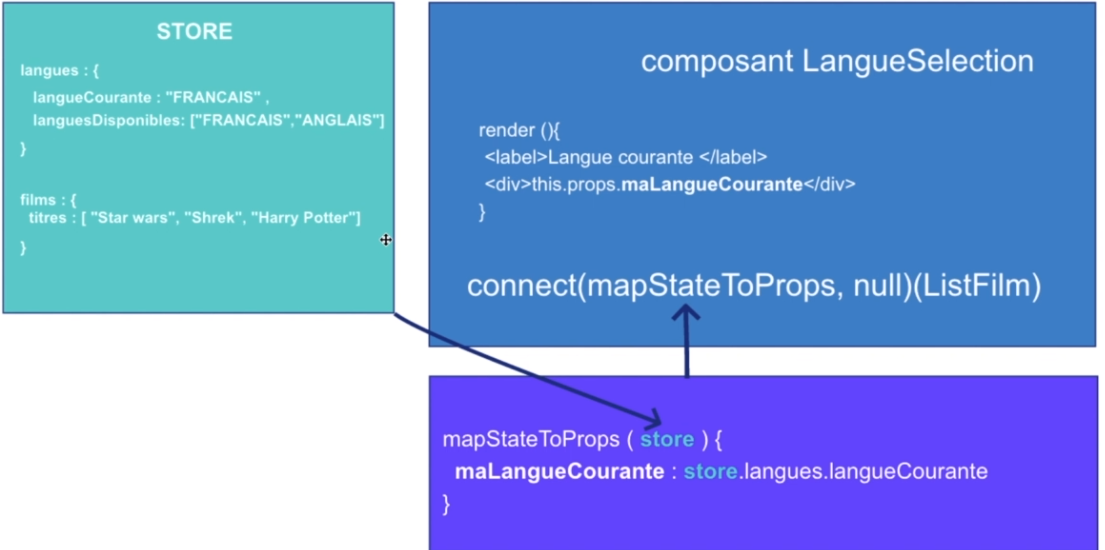 STORE
langues : {
langueCourante : "FRANCAIS" ,
languesDisponibles: ["FRANCAIS","ANGLAIS"]
}
films : {
titres : [ "Star wars", "Shrek", "Harry Potter"]
}
composant LangueSelection
render (){
<label>Langue courante </label>
<div>this.props.maLangueCourante</div>
}
connect(mapStateToProps, null)(ListFilm)
mapStateToProps ( store ) {
maLangueCourante : store.langues.langueCourante
}